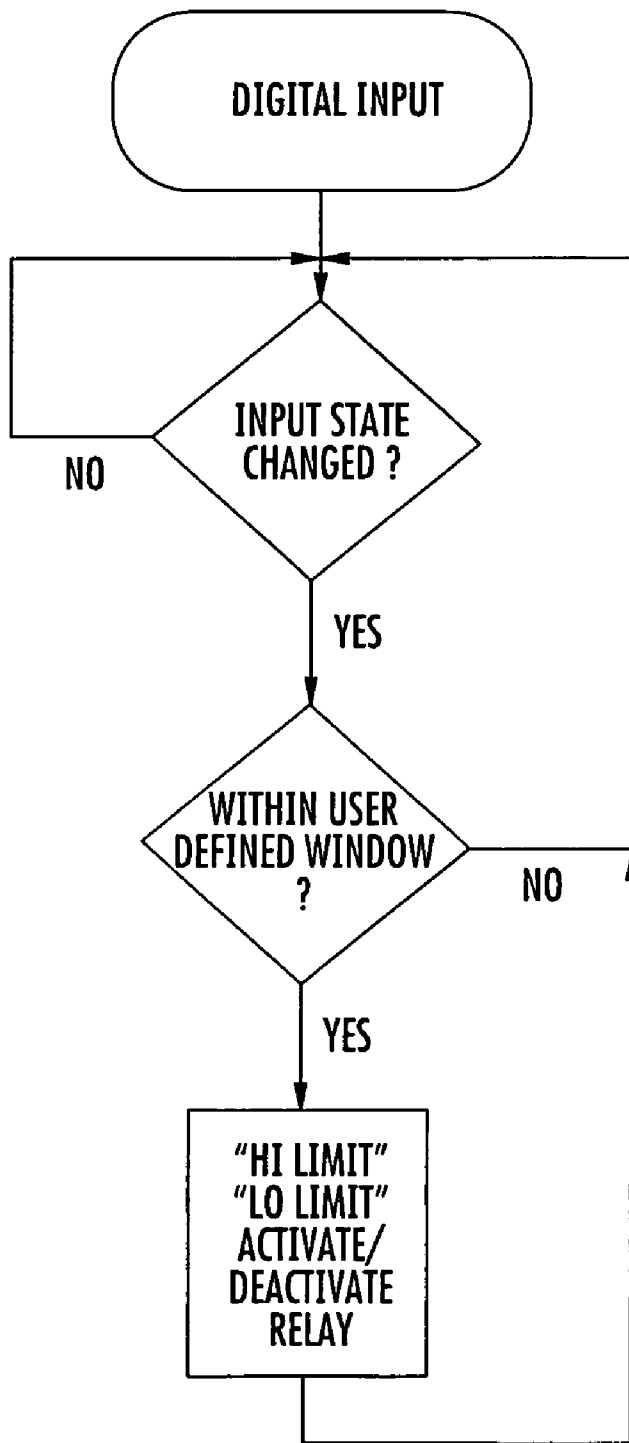 DIGITAL INPUT
INPUT STATE
CHANGED ?
NO
YES
WITHIN USER
DEFINED WINDOW
?
NO
YES
“HI LIMIT”
“LO LIMIT”
ACTIVATE/
DEACTIVATE
RELAY